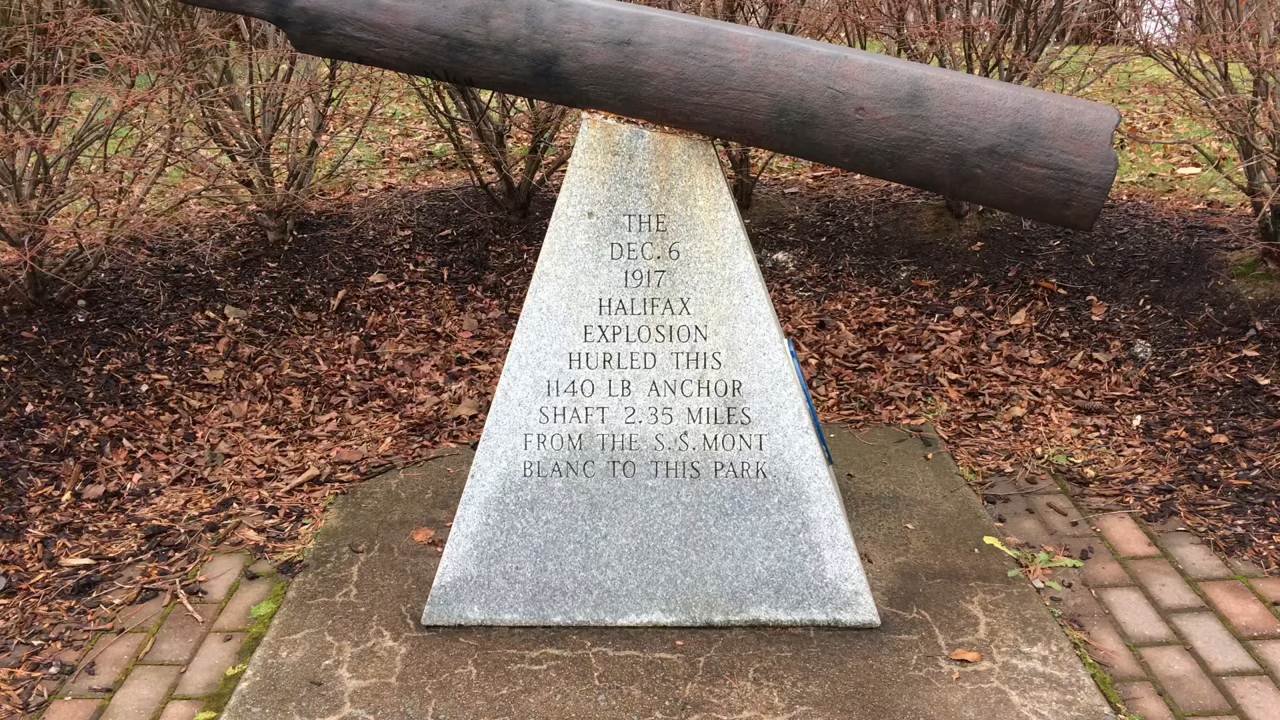 THE
DEC. 6
1917
HALIFAX
EXPLOSION
HURLED THIS
1140 LB ANCHOR
SHAFT 2.35 MILES
FROM THE S.S. MONT
BLANC TO THIS PARK